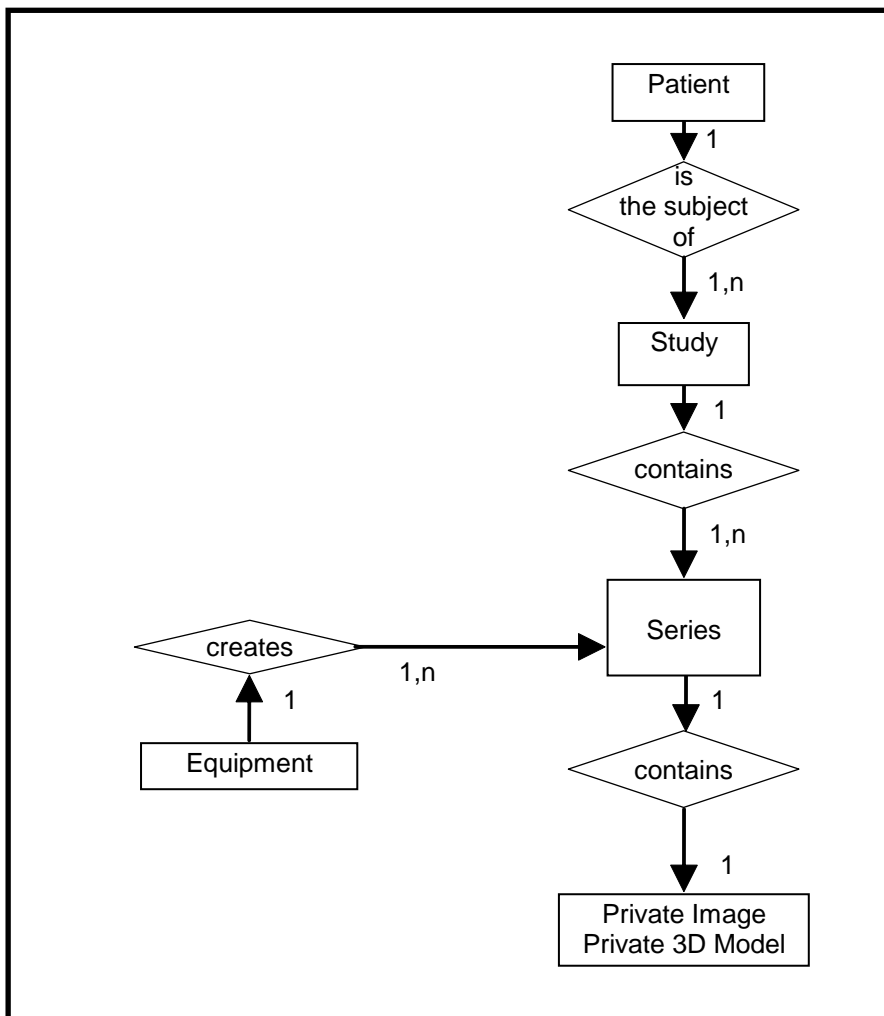 Patient
1
is
the subject
of
1,n
Study
1
contains
1,n
Series
creates
1,n
1
Equipment
1
contains
1
Private Image
Private 3D Model